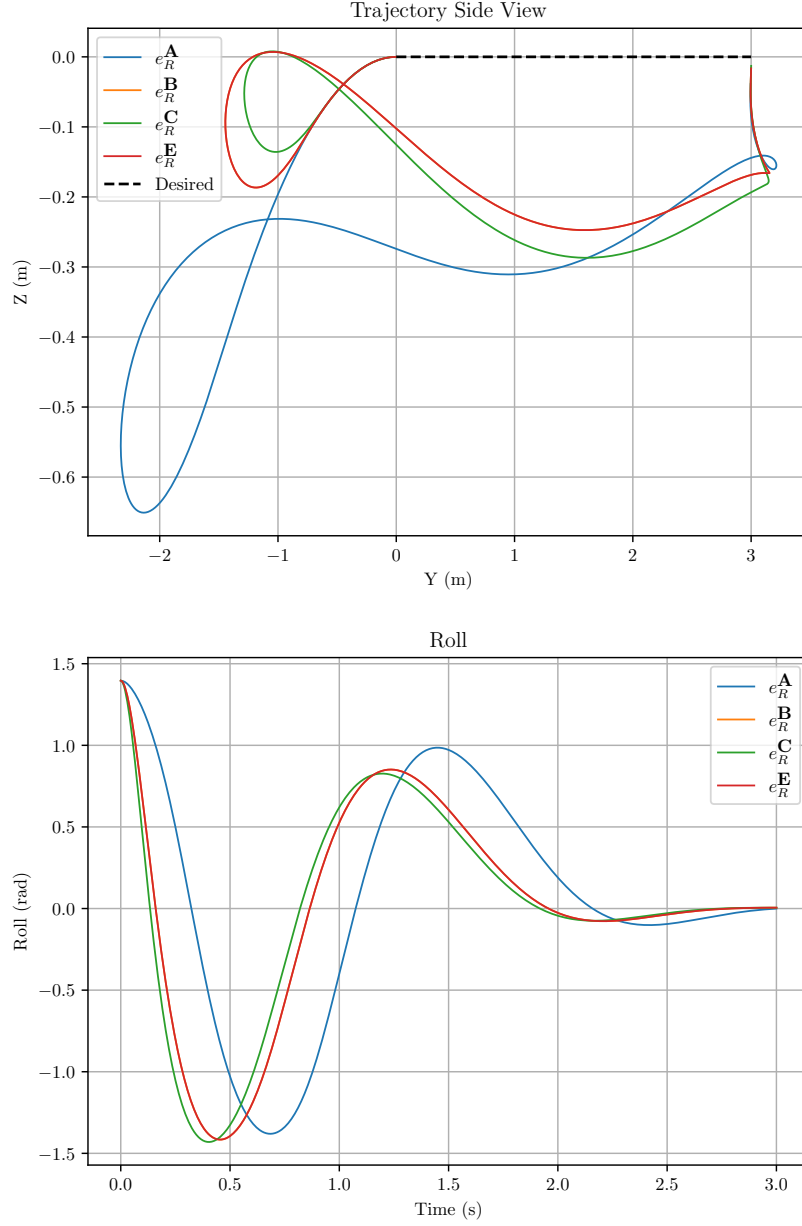 Trajectory Side View
0.0
−0.1
−0.2
−0.3
−0.4
−0.5
−0.6
Z (m)
e_R^A
e_R^B
e_R^C
e_R^E
Desired
−2 −1 0 1 2 3
Y (m)
Roll
1.5
1.0
0.5
0.0
−0.5
−1.0
−1.5
Roll (rad)
e_R^A
e_R^B
e_R^C
e_R^E
0.0 0.5 1.0 1.5 2.0 2.5 3.0
Time (s)